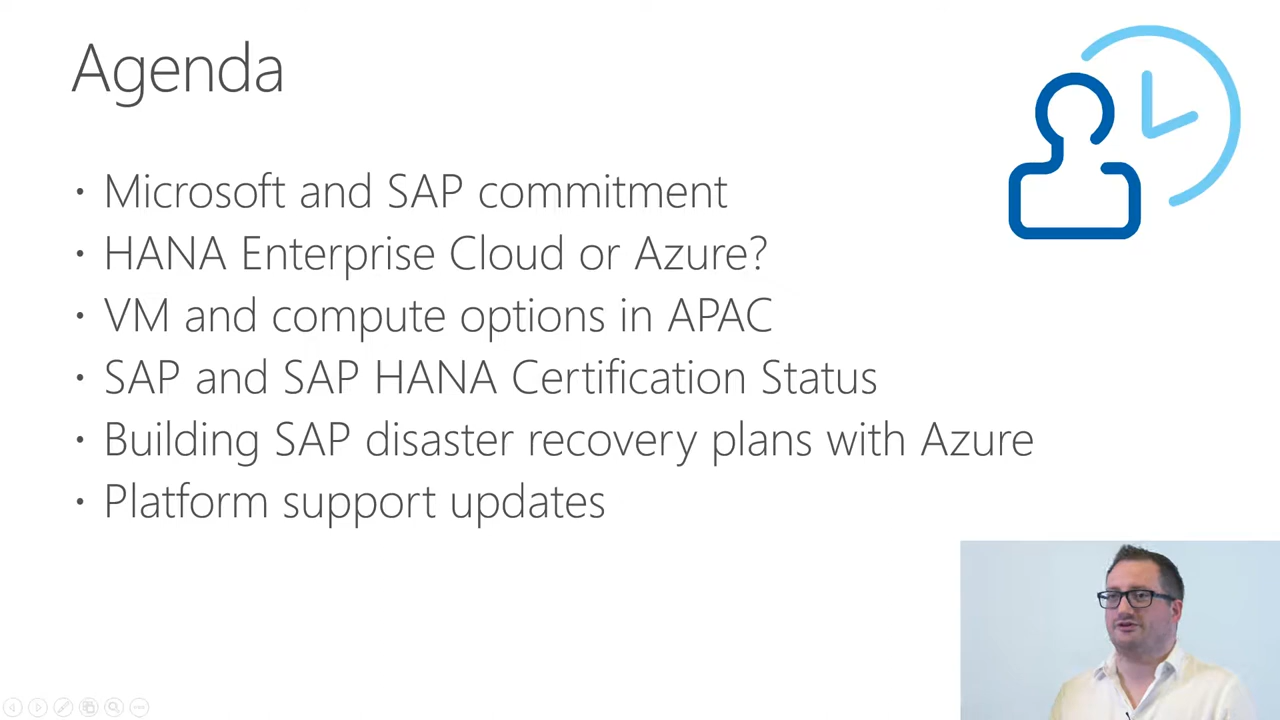 Agenda
• Microsoft and SAP commitment
• HANA Enterprise Cloud or Azure?
• VM and compute options in APAC
• SAP and SAP HANA Certification Status
• Building SAP disaster recovery plans with Azure
• Platform support updates